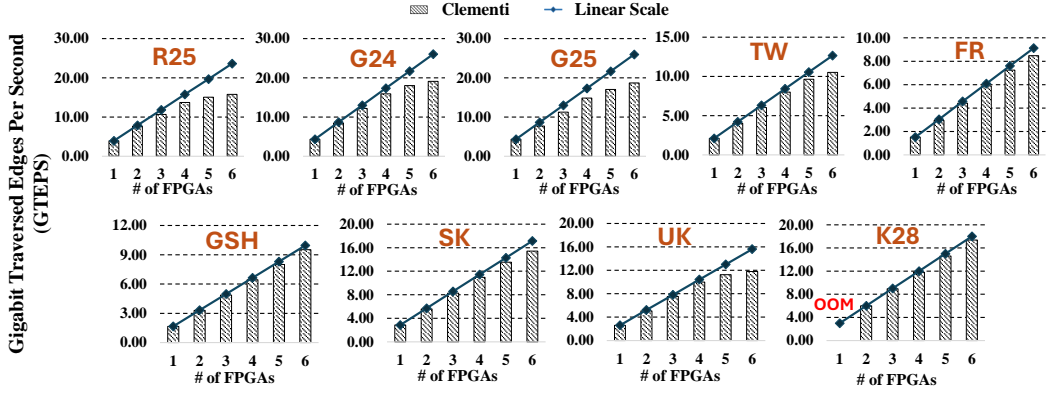 Clementi Linear Scale
Gigabit Traversed Edges Per Second
(GTEPS)
R25
30.00
20.00
10.00
0.00
1 2 3 4 5 6
# of FPGAs
G24
30.00
20.00
10.00
0.00
1 2 3 4 5 6
# of FPGAs
G25
30.00
20.00
10.00
0.00
1 2 3 4 5 6
# of FPGAs
TW
15.00
10.00
5.00
0.00
1 2 3 4 5 6
# of FPGAs
FR
10.00
8.00
6.00
4.00
2.00
0.00
1 2 3 4 5 6
# of FPGAs
GSH
12.00
9.00
6.00
3.00
0.00
1 2 3 4 5 6
# of FPGAs
SK
20.00
16.00
12.00
8.00
4.00
0.00
1 2 3 4 5 6
# of FPGAs
UK
20.00
16.00
12.00
8.00
4.00
0.00
1 2 3 4 5 6
# of FPGAs
K28
20.00
16.00
12.00
8.00
OOM
4.00
0.00
1 2 3 4 5 6
# of FPGAs